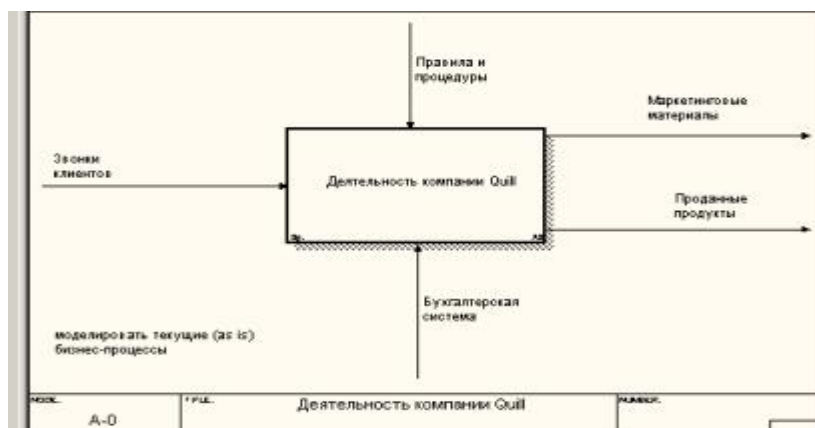 Правила и
процедуры
Маркетинговые
материалы
Звонки
клиентов
Деятельность компании Quill
Проданные
продукты
Бухгалтерская
система
моделировать текущие (as is)
бизнес-процессы
NODE:
TITLE:
Деятельность компании Quill
NUMBER:
A-0